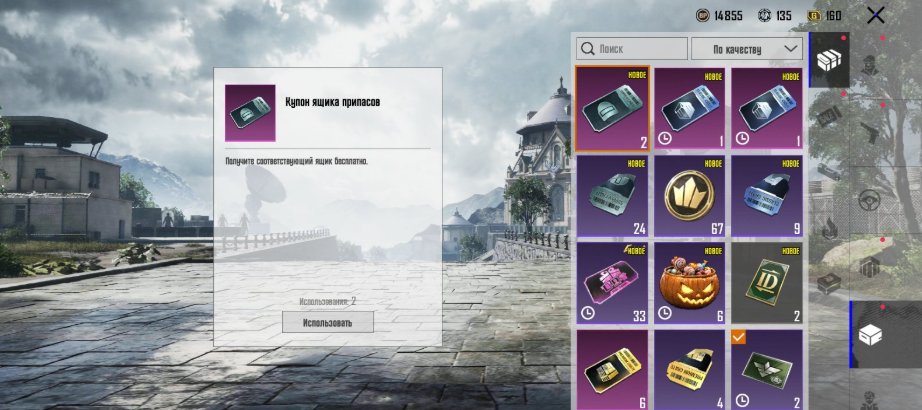 14855 135 160
Поиск
По качеству
Купон ящика припасов
Получите соответствующий ящик бесплатно.
Использования: 2
Использовать
НОВОЕ НОВОЕ НОВОЕ
2 1 1
НОВОЕ НОВОЕ НОВОЕ
24 67 9
НОВОЕ НОВОЕ НОВОЕ
ID
33 6 2
6 4 2